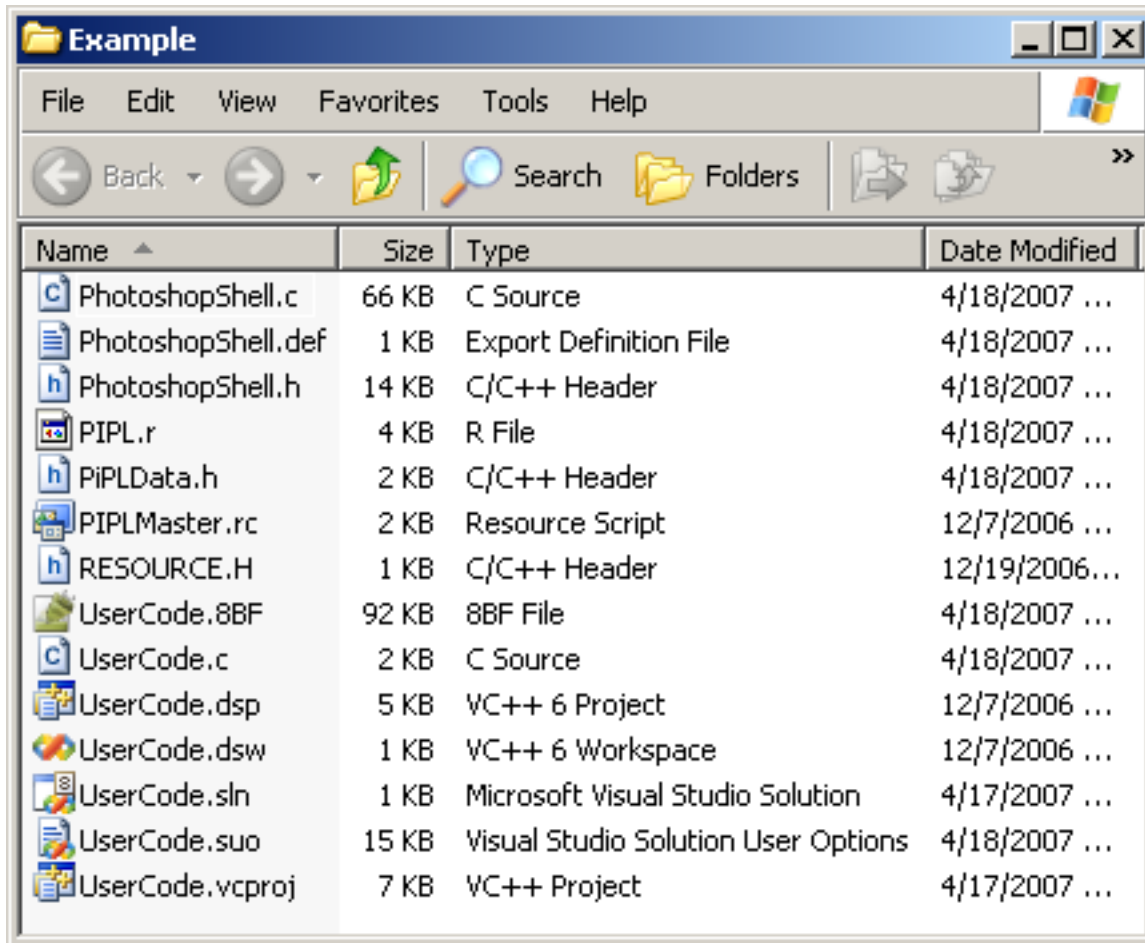 Example
File Edit View Favorites Tools Help
Back Search Folders »
Name Size Type Date Modified
PhotoshopShell.c 66 KB C Source 4/18/2007 ...
PhotoshopShell.def 1 KB Export Definition File 4/18/2007 ...
PhotoshopShell.h 14 KB C/C++ Header 4/18/2007 ...
PIPL.r 4 KB R File 4/18/2007 ...
PiPLData.h 2 KB C/C++ Header 4/18/2007 ...
PIPLMaster.rc 2 KB Resource Script 12/7/2006 ...
RESOURCE.H 1 KB C/C++ Header 12/19/2006...
UserCode.8BF 92 KB 8BF File 4/18/2007 ...
UserCode.c 2 KB C Source 4/18/2007 ...
UserCode.dsp 5 KB VC++ 6 Project 12/7/2006 ...
UserCode.dsw 1 KB VC++ 6 Workspace 12/7/2006 ...
UserCode.sln 1 KB Microsoft Visual Studio Solution 4/17/2007 ...
UserCode.suo 15 KB Visual Studio Solution User Options 4/18/2007 ...
UserCode.vcproj 7 KB VC++ Project 4/17/2007 ...